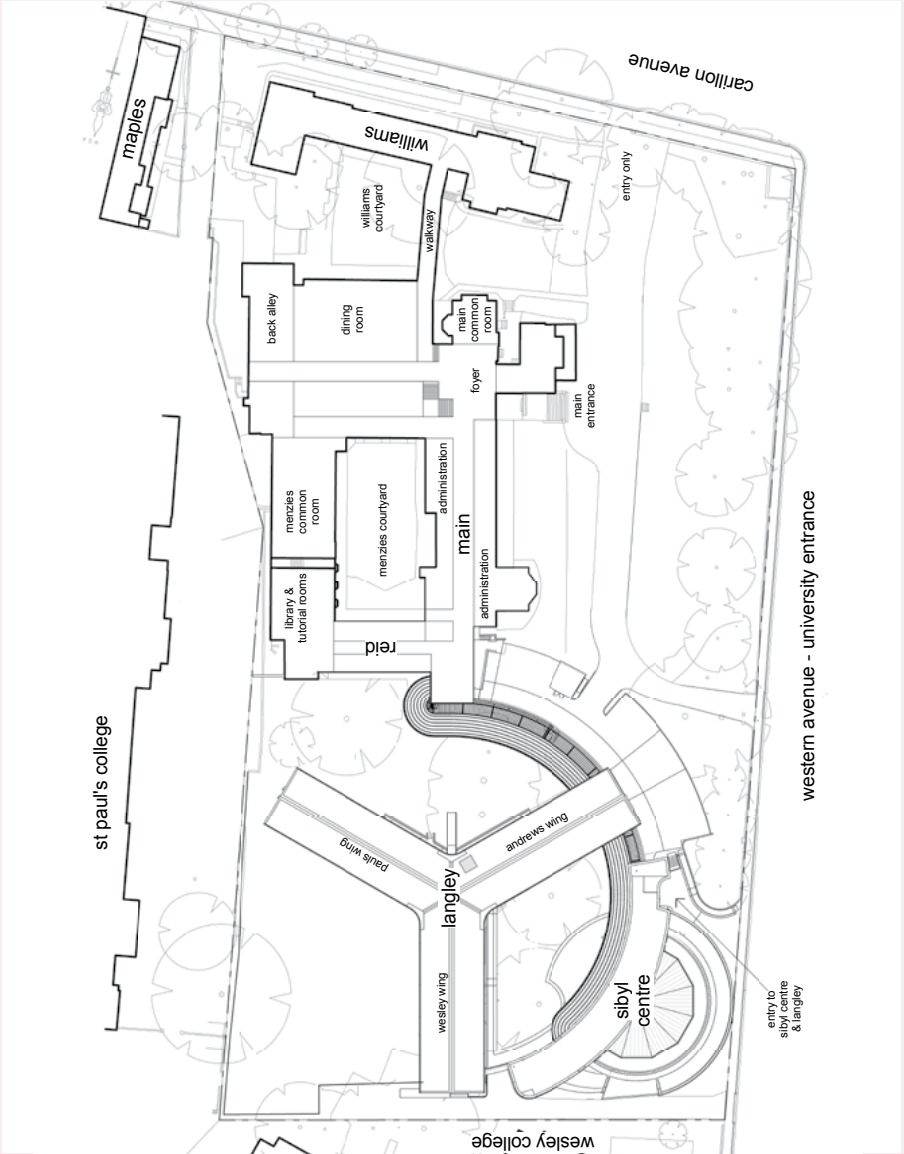 carillon avenue
maples
williams
entry only
williams
courtyard
walkway
back alley
dining
room
main
common
room
foyer
main
entrance
menzies
common
room
menzies courtyard
administration
main
administration
library &
tutorial rooms
reid
st paul's college
western avenue - university entrance
pauls wing
andrews wing
langley
wesley wing
sibyl
centre
entry to
sibyl centre
& langley
wesley college